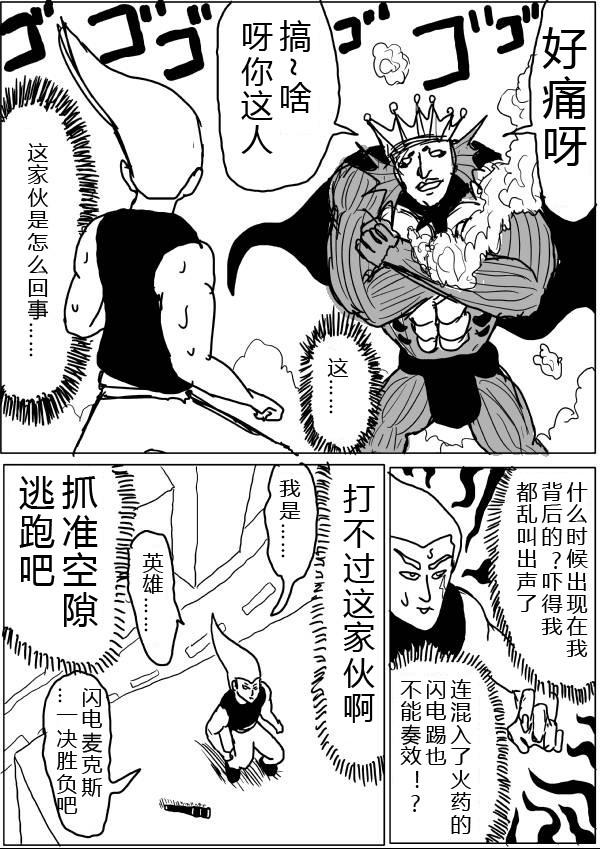 ゴゴゴ
ゴゴゴ
好痛呀
搞~啥
呀你这人
这……
这家伙是怎么回事……
什么时候出现在我
背后的？吓得我
都乱叫出声了
连混入了火药的
闪电踢也
不能奏效！？
打不过这家伙啊
我是……
英雄……
闪电麦克斯
…一决胜负吧
抓准空隙
逃跑吧